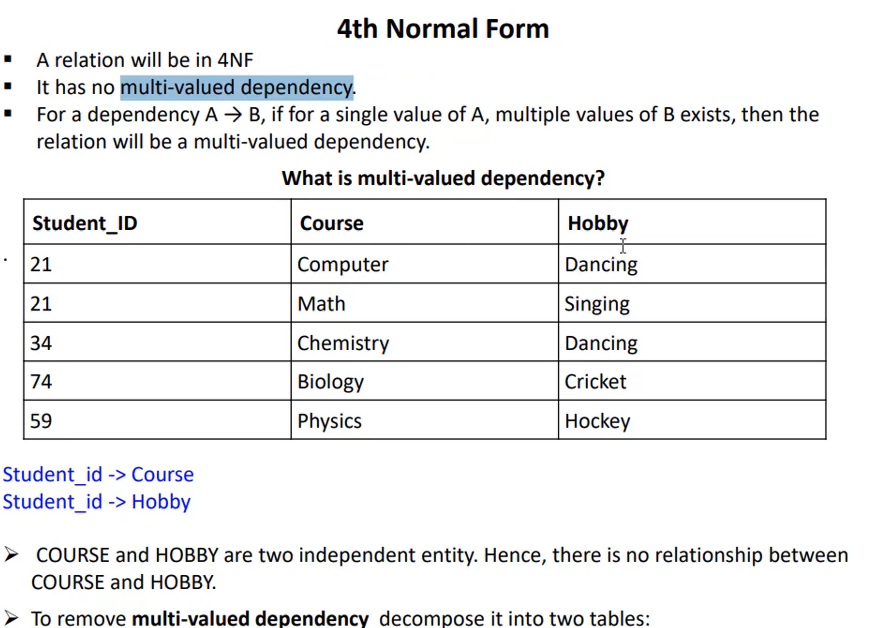 4th Normal Form
▪ A relation will be in 4NF
▪ It has no multi-valued dependency.
▪ For a dependency A → B, if for a single value of A, multiple values of B exists, then the
relation will be a multi-valued dependency.
What is multi-valued dependency?
Student_ID Course Hobby
21 Computer Dancing
21 Math Singing
34 Chemistry Dancing
74 Biology Cricket
59 Physics Hockey
Student_id -> Course
Student_id -> Hobby
➢ COURSE and HOBBY are two independent entity. Hence, there is no relationship between
COURSE and HOBBY.
➢ To remove multi-valued dependency decompose it into two tables: